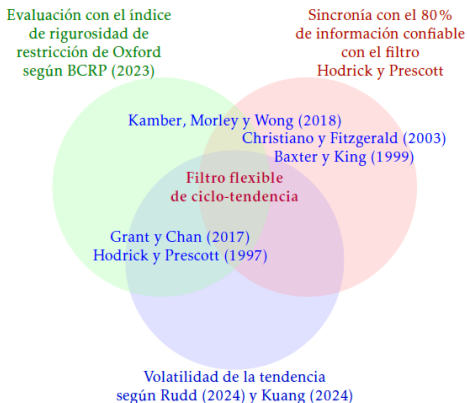 Evaluación con el índice
de rigurosidad de
restricción de Oxford
según BCRP (2023)
Sincronía con el 80 %
de información confiable
con el filtro
Hodrick y Prescott
Kamber, Morley y Wong (2018)
Christiano y Fitzgerald (2003)
Baxter y King (1999)
Filtro flexible
de ciclo-tendencia
Grant y Chan (2017)
Hodrick y Prescott (1997)
Volatilidad de la tendencia
según Rudd (2024) y Kuang (2024)